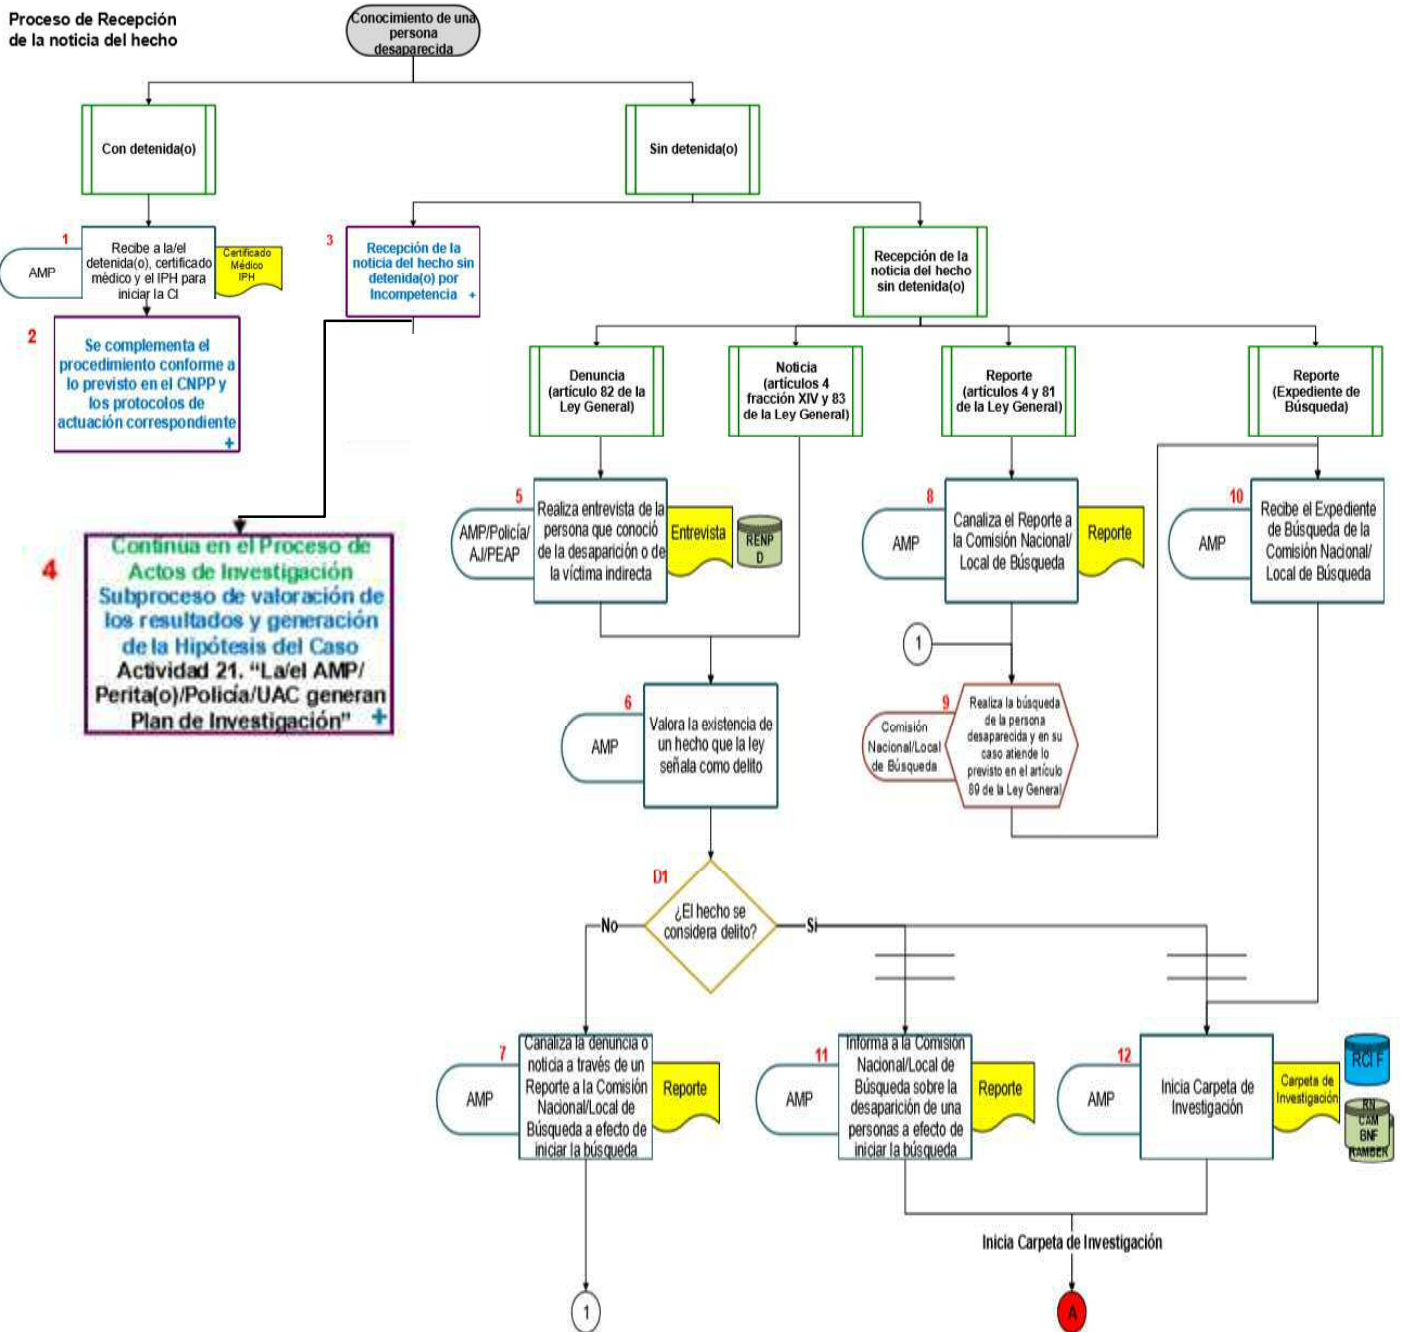 Proceso de Recepción
de la noticia del hecho
Conocimiento de una
persona
desaparecida
Con detenida(o)
Sin detenida(o)
1
AMP
Recibe a la/el
detenida(o), certificado
médico y el IPH para
iniciar la CI
Certificado
Médico
IPH
2
Se complementa el
procedimiento conforme a
lo previsto en el CNPP y
los protocolos de
actuación correspondiente
+
3
Recepción de la
noticia del hecho sin
detenida(o) por
Incompetencia +
Recepción de la
noticia del hecho
sin detenida(o)
4
Continúa en el Proceso de
Actos de Investigación
Subproceso de valoración de
los resultados y generación
de la Hipótesis del Caso
Actividad 21. “La/el AMP/
Perita(o)/Policía/UAC generan
Plan de Investigación” +
Denuncia
(artículo 82 de la
Ley General)
Noticia
(artículos 4
fracción XIV y 83
de la Ley General)
Reporte
(artículos 4 y 81
de la Ley General)
Reporte
(Expediente de
Búsqueda)
5
AMP/Policía/
AJ/PEAP
Realiza entrevista de la
persona que conoció
de la desaparición o de
la víctima indirecta
Entrevista
RENP
D
8
AMP
Canaliza el Reporte a
la Comisión Nacional/
Local de Búsqueda
Reporte
10
AMP
Recibe el Expediente
de Búsqueda de la
Comisión Nacional/
Local de Búsqueda
1
9
Comisión
Nacional/Local
de Búsqueda
Realiza la búsqueda
de la persona
desaparecida y en su
caso atiende lo
previsto en el artículo
89 de la Ley General
6
AMP
Valora la existencia de
un hecho que la ley
señala como delito
D1
¿El hecho se
considera delito?
No
Si
7
AMP
Canaliza la denuncia o
noticia a través de un
Reporte a la Comisión
Nacional/Local de
Búsqueda a efecto de
iniciar la búsqueda
Reporte
11
AMP
Informa a la Comisión
Nacional/Local de
Búsqueda sobre la
desaparición de una
personas a efecto de
iniciar la búsqueda
Reporte
12
AMP
Inicia Carpeta de
Investigación
Carpeta de
Investigación
RCI F
RN
CAM
BNF
RAMBER
Inicia Carpeta de Investigación
1
A